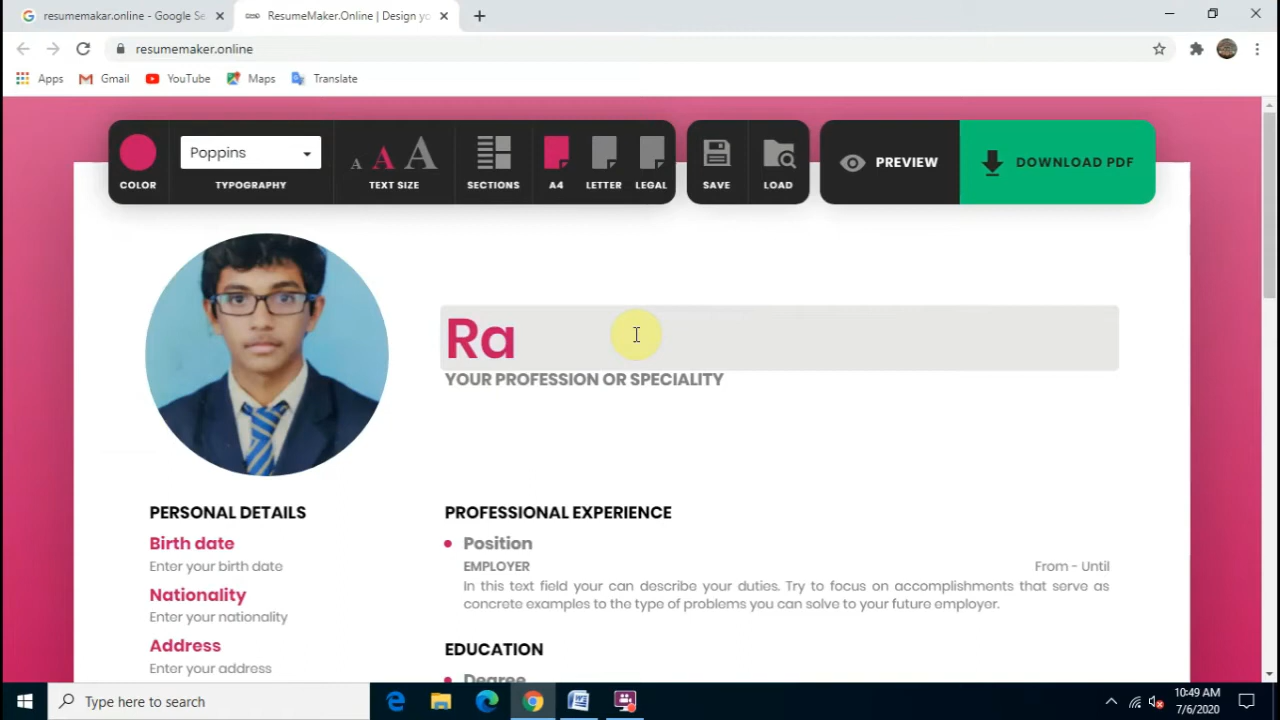 resumemakar.online - Google Se
ResumeMaker.Online | Design yo
resumemaker.online
Apps
Gmail
YouTube
Maps
Translate
Poppins
A A A
PREVIEW
DOWNLOAD PDF
COLOR
TYPOGRAPHY
TEXT SIZE
SECTIONS
A4
LETTER
LEGAL
SAVE
LOAD
Ra
YOUR PROFESSION OR SPECIALITY
PERSONAL DETAILS
Birth date
Enter your birth date
Nationality
Enter your nationality
Address
Enter your address
PROFESSIONAL EXPERIENCE
Position
EMPLOYER
From - Until
In this text field your can describe your duties. Try to focus on accomplishments that serve as
concrete examples to the type of problems you can solve to your future employer.
EDUCATION
Degree
Type here to search
10:49 AM
7/6/2020